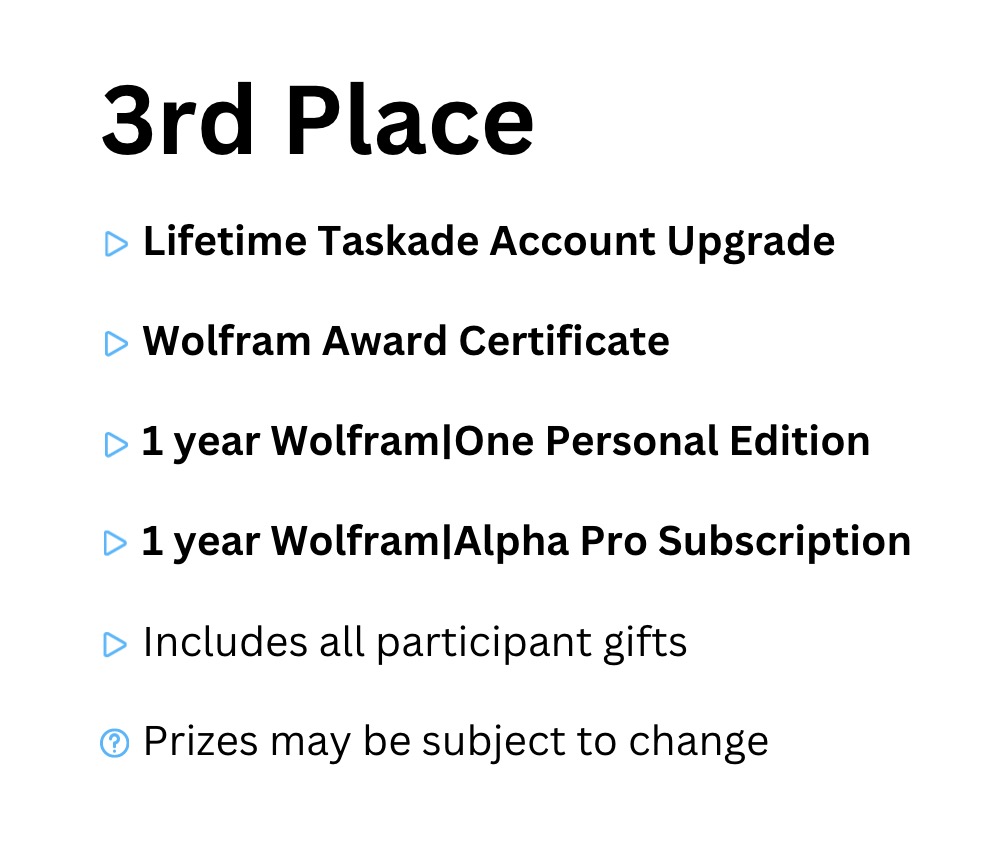 3rd Place
Lifetime Taskade Account Upgrade
Wolfram Award Certificate
1 year Wolfram|One Personal Edition
1 year Wolfram|Alpha Pro Subscription
Includes all participant gifts
Prizes may be subject to change